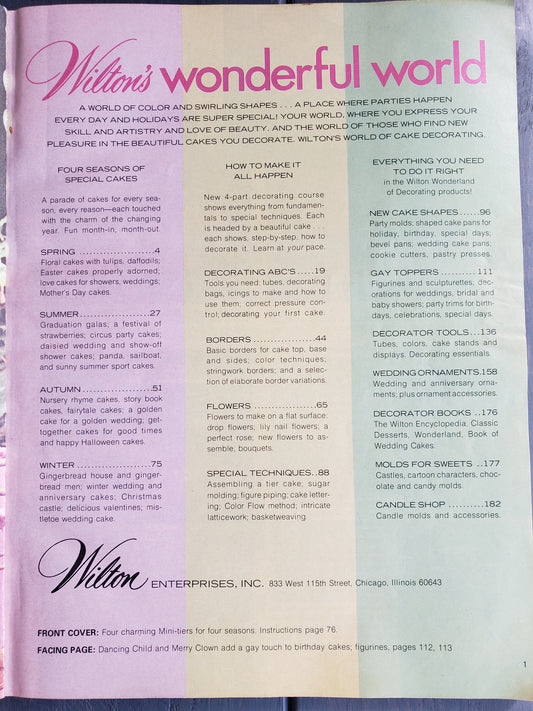 Wilton's wonderful world
A WORLD OF COLOR AND SWIRLING SHAPES . . . A PLACE WHERE PARTIES HAPPEN
EVERY DAY AND HOLIDAYS ARE SUPER SPECIAL! YOUR WORLD, WHERE YOU EXPRESS YOUR
SKILL AND ARTISTRY AND LOVE OF BEAUTY. AND THE WORLD OF THOSE WHO FIND NEW
PLEASURE IN THE BEAUTIFUL CAKES YOU DECORATE. WILTON'S WORLD OF CAKE DECORATING.
FOUR SEASONS OF
SPECIAL CAKES
A parade of cakes for every sea-
son, every reason—each touched
with the charm of the changing
year. Fun month-in, month-out.
SPRING ..................4
Floral cakes with tulips, daffodils;
Easter cakes properly adorned;
love cakes for showers, weddings;
Mother's Day cakes.
SUMMER..................27
Graduation galas; a festival of
strawberries; circus party cakes;
daisied wedding and show-off
shower cakes; panda, sailboat,
and sunny summer sport cakes.
AUTUMN ..................51
Nursery rhyme cakes, story book
cakes, fairytale cakes; a golden
cake for a golden wedding; get-
together cakes for good times
and happy Halloween cakes.
WINTER ..................75
Gingerbread house and ginger-
bread men; winter wedding and
anniversary cakes; Christmas
castle; delicious valentines; mis-
tletoe wedding cake.
HOW TO MAKE IT
ALL HAPPEN
New 4-part decorating course
shows everything from fundamen-
tals to special techniques. Each
is headed by a beautiful cake . . .
each shows, step-by-step, how to
decorate it. Learn at your pace.
DECORATING ABC'S.....19
Tools you need; tubes, decorating
bags, icings to make and how to
use them; correct pressure con-
trol; decorating your first cake.
BORDERS ................44
Basic borders for cake top, base
and sides; color techniques;
stringwork borders; and a selec-
tion of elaborate border variations.
FLOWERS ................65
Flowers to make on a flat surface:
drop flowers; lily nail flowers; a
perfect rose; new flowers to as-
semble, bouquets.
SPECIAL TECHNIQUES..88
Assembling a tier cake; sugar
molding; figure piping; cake letter-
ing; Color Flow method; intricate
latticework; basketweaving.
EVERYTHING YOU NEED
TO DO IT RIGHT
in the Wilton Wonderland
of Decorating products!
NEW CAKE SHAPES......96
Party molds; shaped cake pans for
holiday, birthday, special days;
bevel pans; wedding cake pans;
cookie cutters, pastry presses.
GAY TOPPERS ..........111
Figurines and sculpturettes; dec-
orations for weddings, bridal and
baby showers; party trims for birth-
days, celebrations, special days.
DECORATOR TOOLS...136
Tubes, colors, cake stands and
displays. Decorating essentials.
WEDDING ORNAMENTS.158
Wedding and anniversary orna-
ments; plus ornament accessories.
DECORATOR BOOKS ..176
The Wilton Encyclopedia, Classic
Desserts, Wonderland, Book of
Wedding Cakes.
MOLDS FOR SWEETS ..177
Castles, cartoon characters, choc-
olate and candy molds.
CANDLE SHOP ..........182
Candle molds and accessories.
Wilton ENTERPRISES, INC. 833 West 115th Street, Chicago, Illinois 60643
FRONT COVER: Four charming Mini-tiers for four seasons. Instructions page 76.
FACING PAGE: Dancing Child and Merry Clown add a gay touch to birthday cakes; figurines, pages 112, 113
1